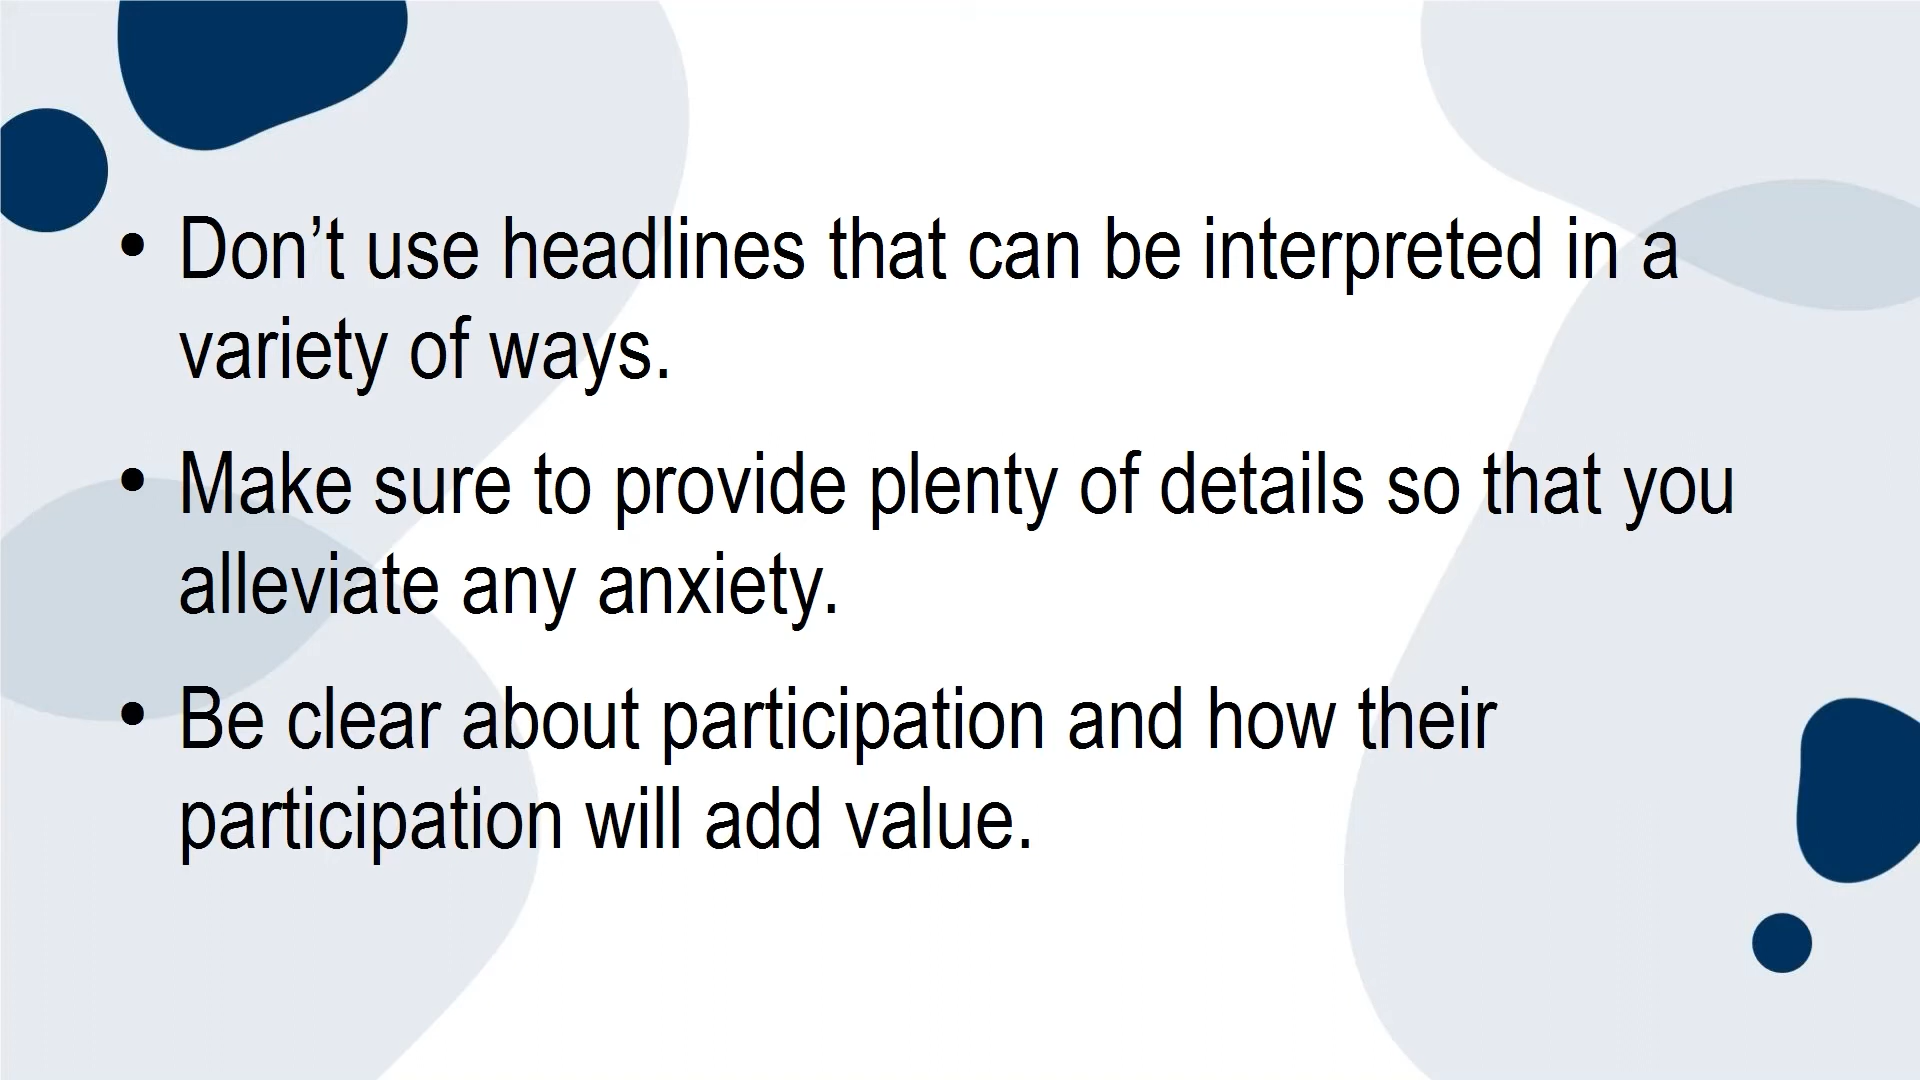 • Don’t use headlines that can be interpreted in a
variety of ways.
• Make sure to provide plenty of details so that you
alleviate any anxiety.
• Be clear about participation and how their
participation will add value.